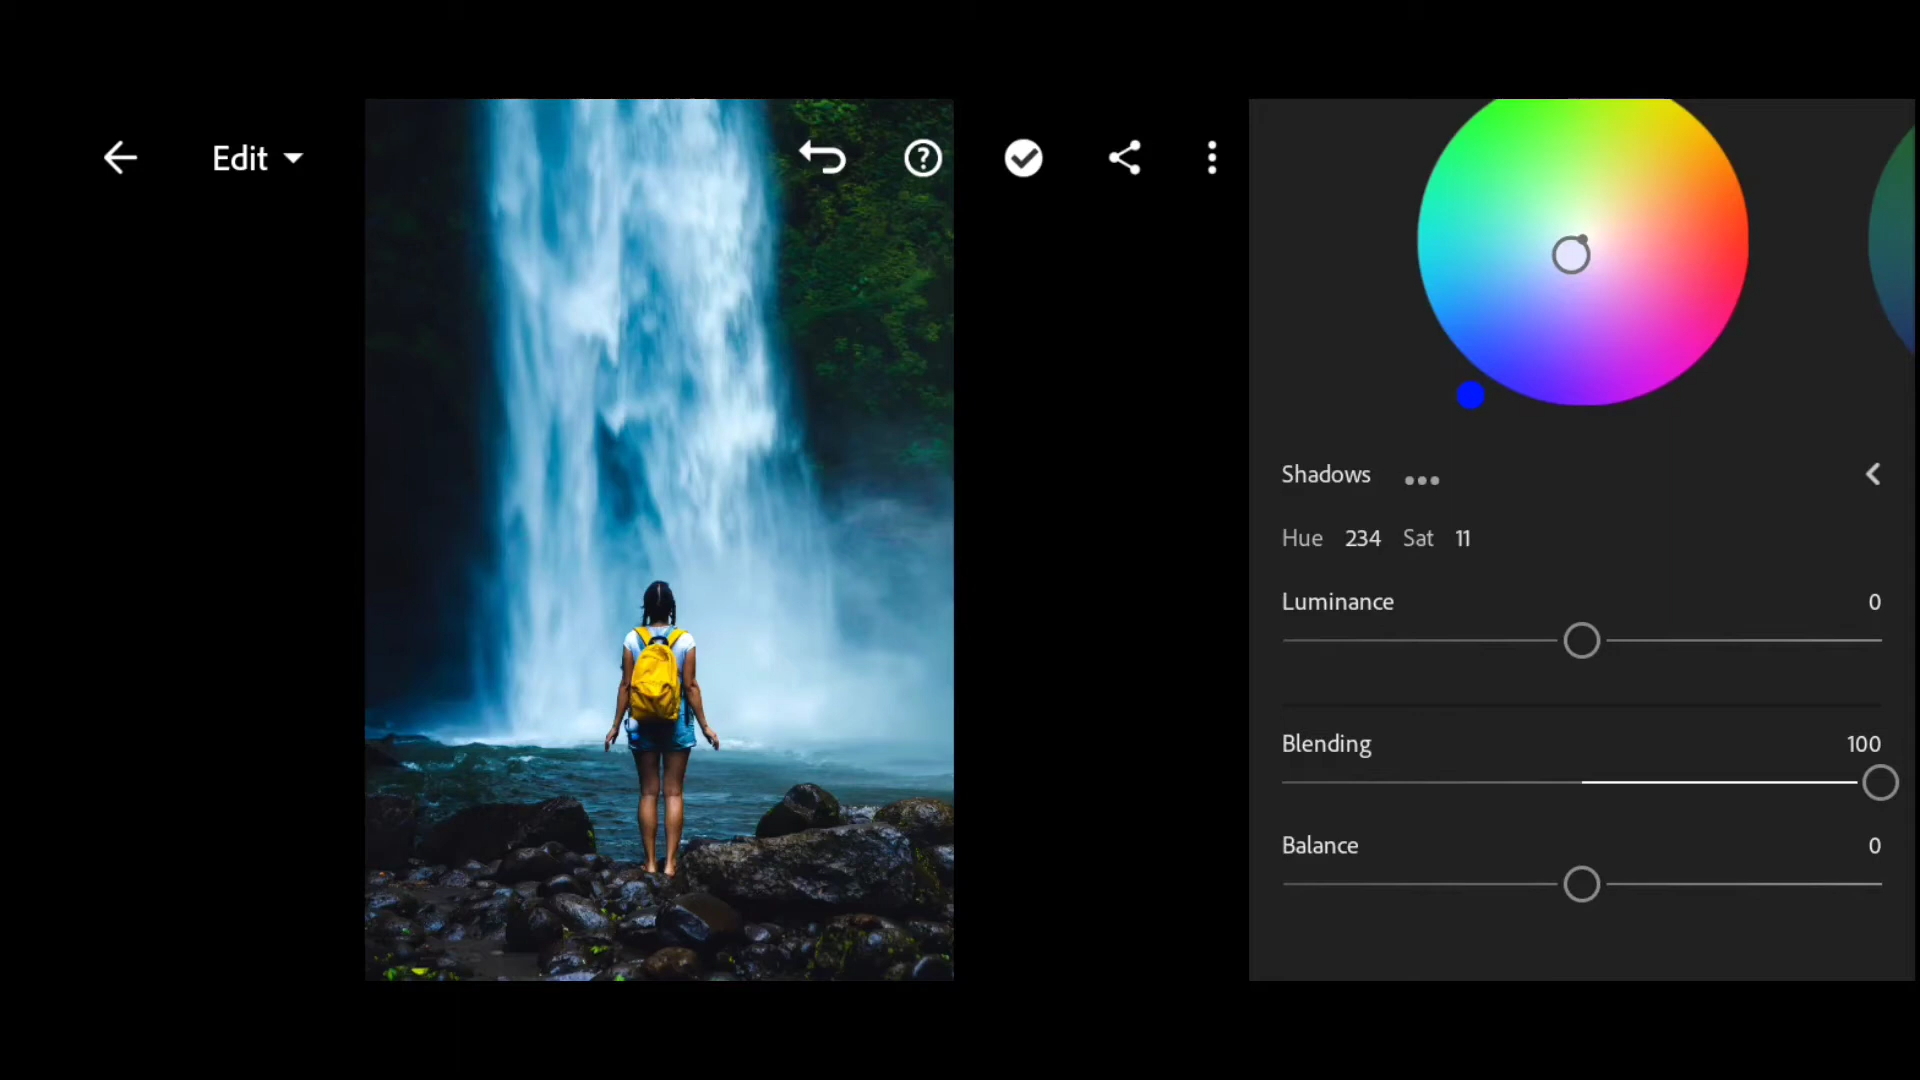 Edit
Shadows
Hue 234 Sat 11
Luminance 0
Blending 100
Balance 0